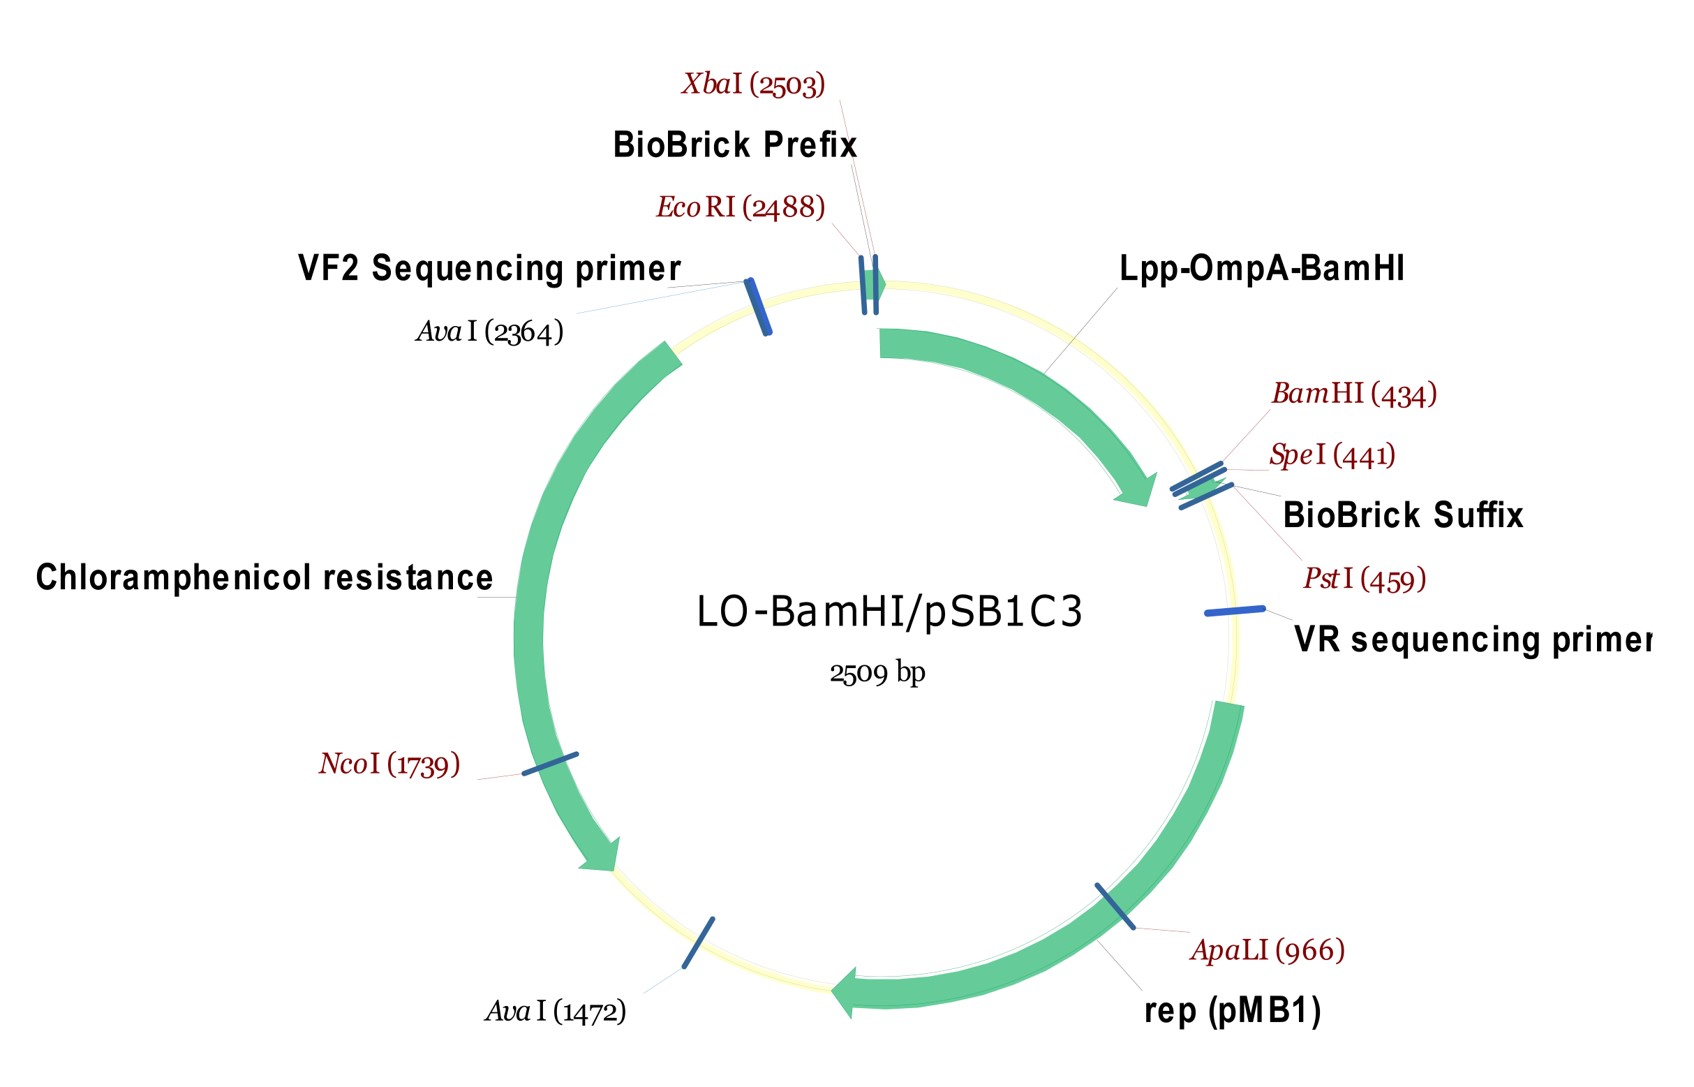 XbaI (2503)
BioBrick Prefix
EcoRI (2488)
VF2 Sequencing primer
AvaI (2364)
Lpp-OmpA-BamHI
BamHI (434)
SpeI (441)
BioBrick Suffix
PstI (459)
Chloramphenicol resistance
LO-BamHI/pSB1C3
2509 bp
VR sequencing primer
NcoI (1739)
ApaLI (966)
rep (pMB1)
AvaI (1472)